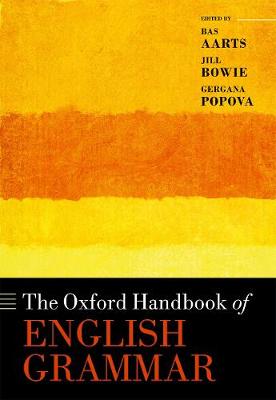 EDITED BY
BAS
AARTS
JILL
BOWIE
GERGANA
POPOVA
The Oxford Handbook of
ENGLISH
GRAMMAR